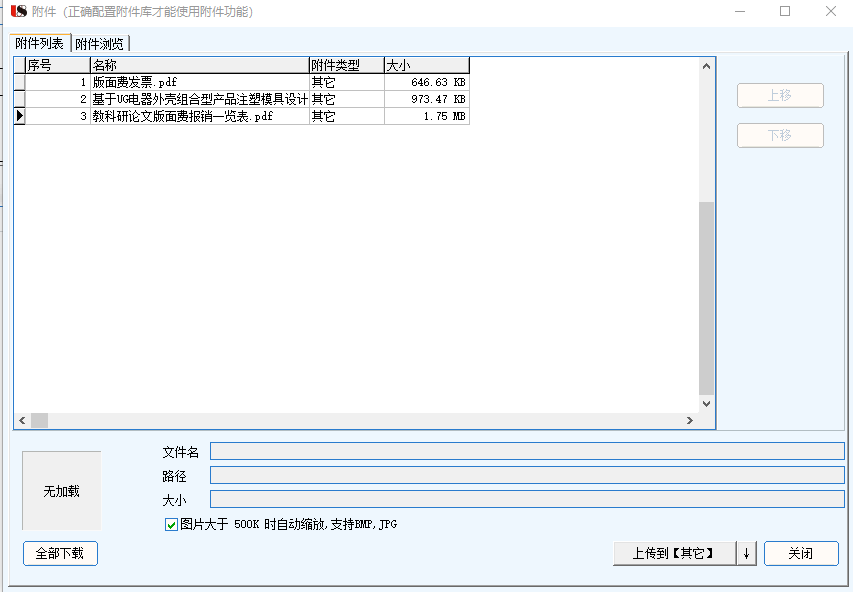 附件（正确配置附件库才能使用附件功能）
附件列表 附件浏览
序号 名称 附件类型 大小
1 版面费发票.pdf 其它 646.63 KB
2 基于UG电器外壳组合型产品注塑模具设计 其它 973.47 KB
3 教科研论文版面费报销一览表.pdf 其它 1.75 MB
上移
下移
无加载
文件名
路径
大小
图片大于 500K 时自动缩放,支持BMP,JPG
全部下载
上传到【其它】 ↓
关闭